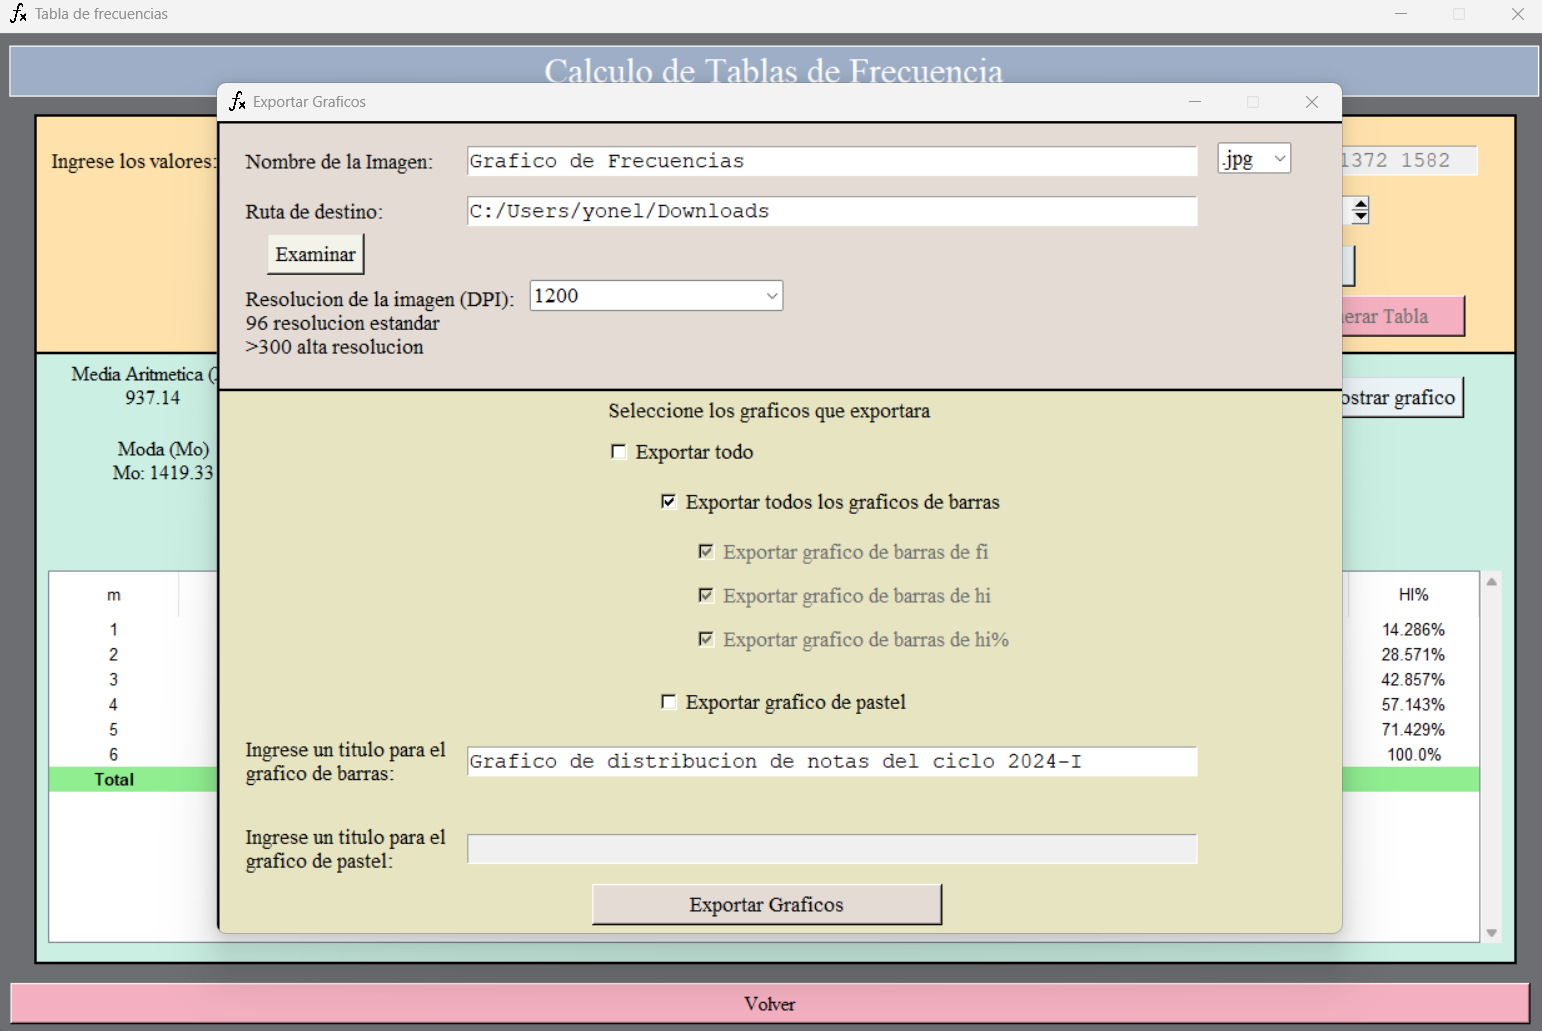 Tabla de frecuencias
Calculo de Tablas de Frecuencia
Exportar Graficos
Ingrese los valores:
Nombre de la Imagen:
Grafico de Frecuencias
.jpg
1372 1582
Ruta de destino:
C:/Users/yonel/Downloads
Examinar
Resolucion de la imagen (DPI):
1200
96 resolucion estandar
>300 alta resolucion
erar Tabla
Media Aritmetica (
937.14
ostrar grafico
Moda (Mo)
Mo: 1419.33
Seleccione los graficos que exportara
Exportar todo
Exportar todos los graficos de barras
Exportar grafico de barras de fi
Exportar grafico de barras de hi
Exportar grafico de barras de hi%
Exportar grafico de pastel
m
HI%
1
14.286%
2
28.571%
3
42.857%
4
57.143%
5
71.429%
6
100.0%
Total
Ingrese un titulo para el
grafico de barras:
Grafico de distribucion de notas del ciclo 2024-I
Ingrese un titulo para el
grafico de pastel:
Exportar Graficos
Volver